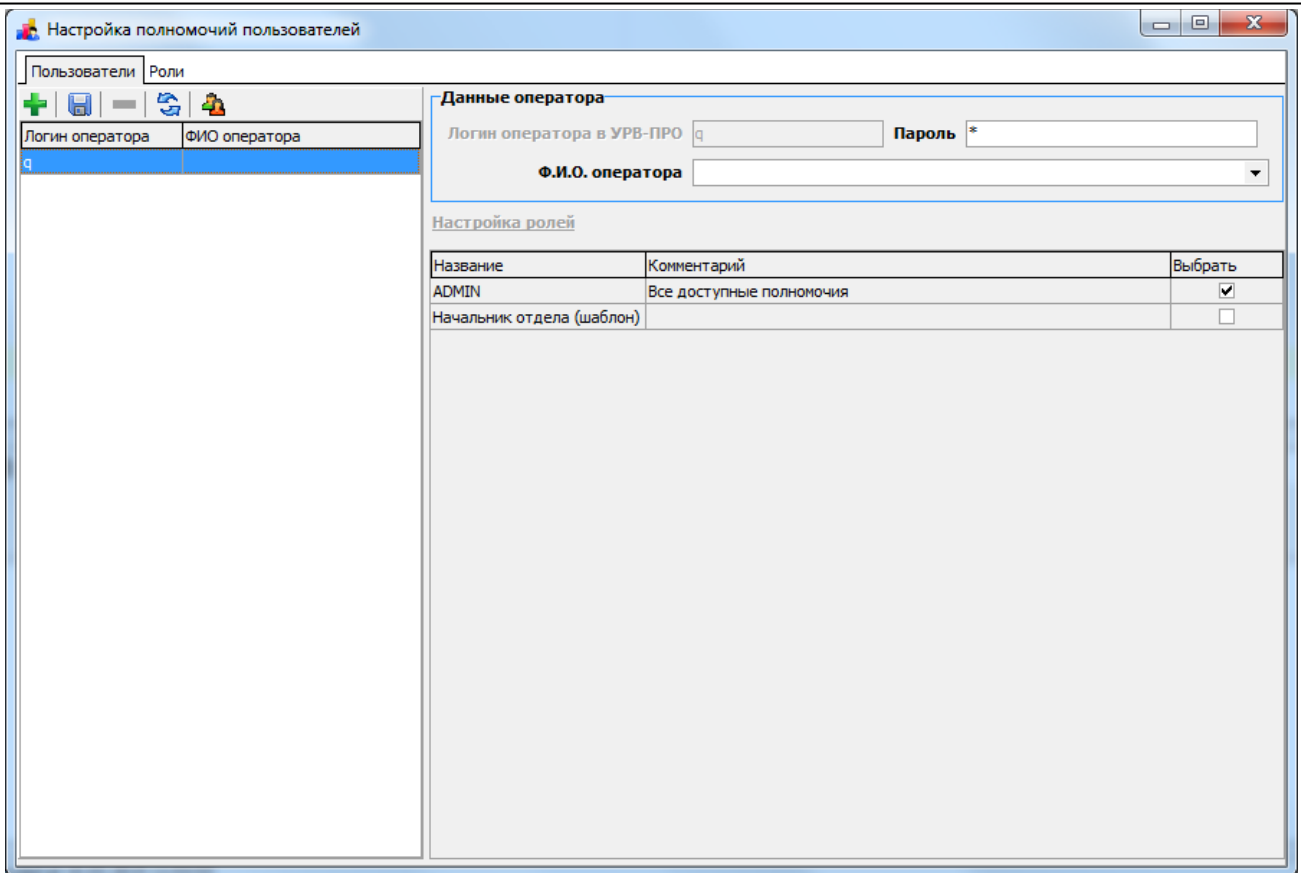 Настройка полномочий пользователей
Пользователи Роли
Логин оператора ФИО оператора
q
Данные оператора
Логин оператора в УРВ-ПРО q Пароль *
Ф.И.О. оператора
Настройка ролей
Название Комментарий Выбрать
ADMIN Все доступные полномочия
Начальник отдела (шаблон)